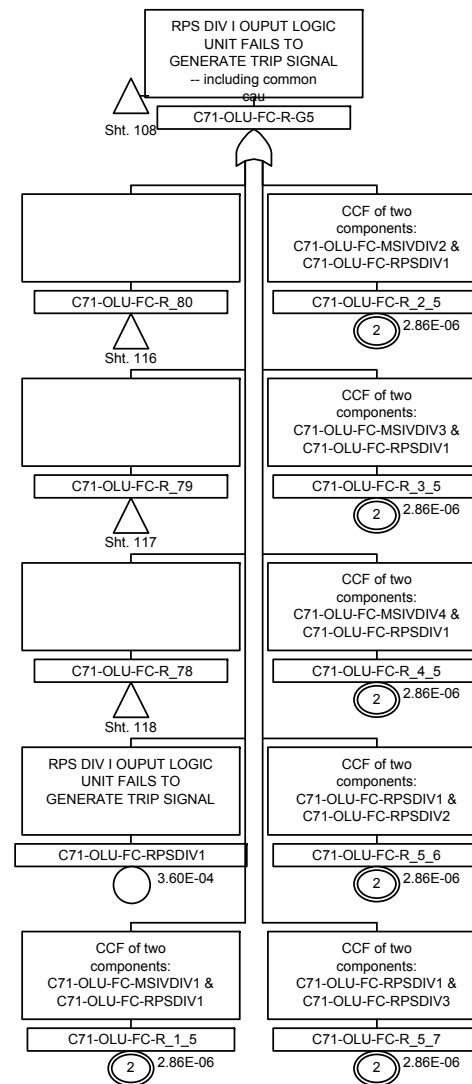 RPS DIV I OUPUT LOGIC
UNIT FAILS TO
GENERATE TRIP SIGNAL
-- including common
cau
Sht. 108
C71-OLU-FC-R-G5
C71-OLU-FC-R_80
Sht. 116
CCF of two
components:
C71-OLU-FC-MSIVDIV2 &
C71-OLU-FC-RPSDIV1
C71-OLU-FC-R_2_5
2
2.86E-06
C71-OLU-FC-R_79
Sht. 117
CCF of two
components:
C71-OLU-FC-MSIVDIV3 &
C71-OLU-FC-RPSDIV1
C71-OLU-FC-R_3_5
2
2.86E-06
C71-OLU-FC-R_78
Sht. 118
CCF of two
components:
C71-OLU-FC-MSIVDIV4 &
C71-OLU-FC-RPSDIV1
C71-OLU-FC-R_4_5
2
2.86E-06
RPS DIV I OUPUT LOGIC
UNIT FAILS TO
GENERATE TRIP SIGNAL
C71-OLU-FC-RPSDIV1
3.60E-04
CCF of two
components:
C71-OLU-FC-RPSDIV1 &
C71-OLU-FC-RPSDIV2
C71-OLU-FC-R_5_6
2
2.86E-06
CCF of two
components:
C71-OLU-FC-MSIVDIV1 &
C71-OLU-FC-RPSDIV1
C71-OLU-FC-R_1_5
2
2.86E-06
CCF of two
components:
C71-OLU-FC-RPSDIV1 &
C71-OLU-FC-RPSDIV3
C71-OLU-FC-R_5_7
2
2.86E-06